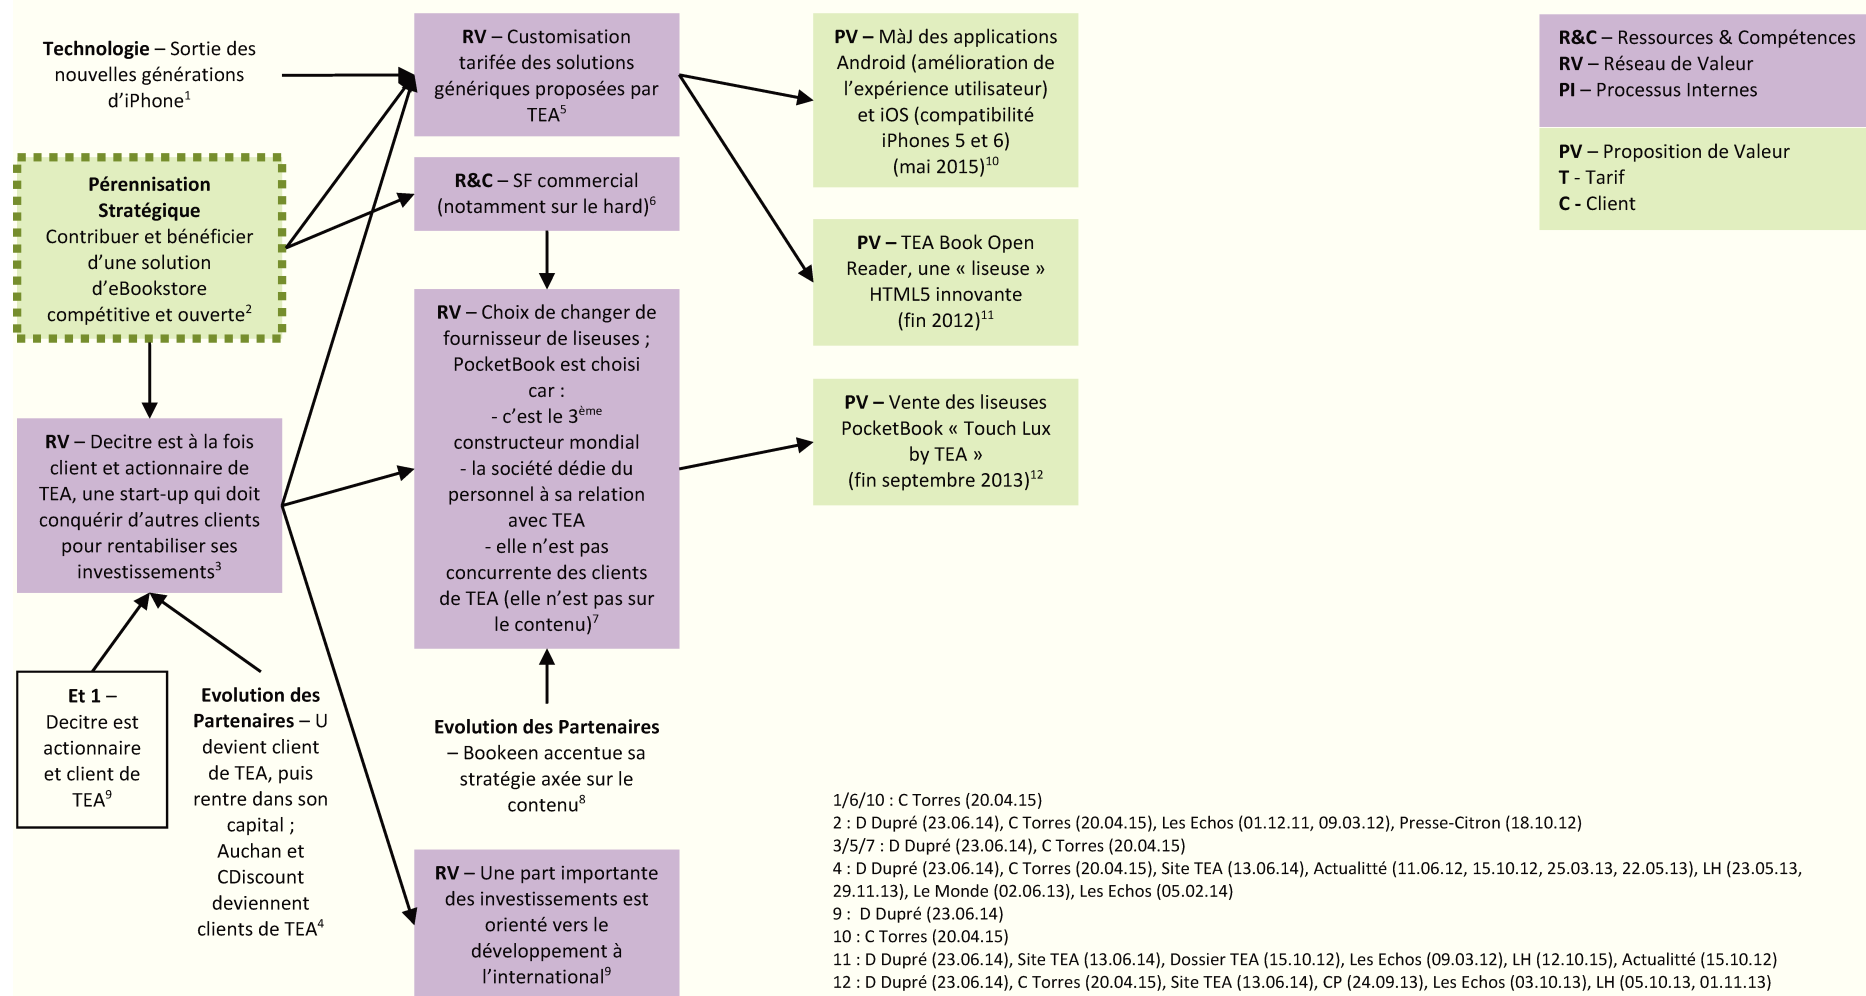 Technologie – Sortie des
nouvelles générations
d’iPhone1
Pérennisation
Stratégique
Contribuer et bénéficier
d’une solution
d’eBookstore
compétitive et ouverte2
RV – Decitre est à la fois
client et actionnaire de
TEA, une start-up qui doit
conquérir d’autres clients
pour rentabiliser ses
investissements3
Et 1 –
Decitre est
actionnaire
et client de
TEA9
Evolution des
Partenaires – U
devient client
de TEA, puis
rentre dans son
capital ;
Auchan et
CDiscount
deviennent
clients de TEA4
RV – Customisation
tarifée des solutions
génériques proposées par
TEA5
R&C – SF commercial
(notamment sur le hard)6
RV – Choix de changer de
fournisseur de liseuses ;
PocketBook est choisi
car :
- c’est le 3ème
constructeur mondial
- la société dédie du
personnel à sa relation
avec TEA
- elle n’est pas
concurrente des clients
de TEA (elle n’est pas sur
le contenu)7
Evolution des Partenaires
– Bookeen accentue sa
stratégie axée sur le
contenu8
RV – Une part importante
des investissements est
orienté vers le
développement à
l’international9
PV – MàJ des applications
Android (amélioration de
l’expérience utilisateur)
et iOS (compatibilité
iPhones 5 et 6)
(mai 2015)10
PV – TEA Book Open
Reader, une « liseuse »
HTML5 innovante
(fin 2012)11
PV – Vente des liseuses
PocketBook « Touch Lux
by TEA »
(fin septembre 2013)12
R&C – Ressources & Compétences
RV – Réseau de Valeur
PI – Processus Internes
PV – Proposition de Valeur
T - Tarif
C - Client
1/6/10 : C Torres (20.04.15)
2 : D Dupré (23.06.14), C Torres (20.04.15), Les Echos (01.12.11, 09.03.12), Presse-Citron (18.10.12)
3/5/7 : D Dupré (23.06.14), C Torres (20.04.15)
4 : D Dupré (23.06.14), C Torres (20.04.15), Site TEA (13.06.14), Actualitté (11.06.12, 15.10.12, 25.03.13, 22.05.13), LH (23.05.13,
29.11.13), Le Monde (02.06.13), Les Echos (05.02.14)
9 : D Dupré (23.06.14)
10 : C Torres (20.04.15)
11 : D Dupré (23.06.14), Site TEA (13.06.14), Dossier TEA (15.10.12), Les Echos (09.03.12), LH (12.10.15), Actualitté (15.10.12)
12 : D Dupré (23.06.14), C Torres (20.04.15), Site TEA (13.06.14), CP (24.09.13), Les Echos (03.10.13), LH (05.10.13, 01.11.13)